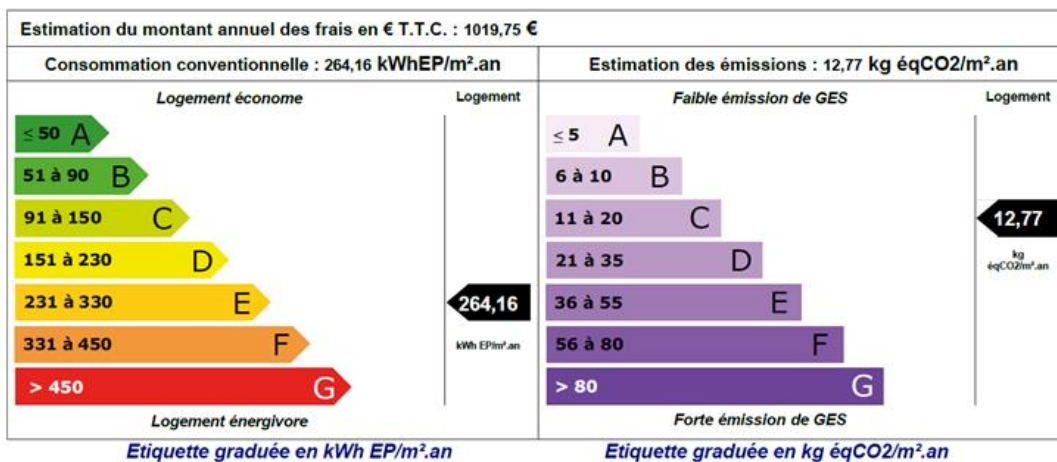 Estimation du montant annuel des frais en € T.T.C. : 1019,75 €
Consommation conventionnelle : 264,16 kWhEP/m².an
Logement économe
Logement
≤ 50 A
51 à 90 B
91 à 150 C
151 à 230 D
231 à 330 E
331 à 450 F
> 450 G
264,16
kWh EP/m².an
Logement énergivore
Etiquette graduée en kWh EP/m².an
Estimation des émissions : 12,77 kg éqCO2/m².an
Faible émission de GES
Logement
≤ 5 A
6 à 10 B
11 à 20 C
21 à 35 D
36 à 55 E
56 à 80 F
> 80 G
12,77
kg
éqCO2/m².an
Forte émission de GES
Etiquette graduée en kg éqCO2/m².an